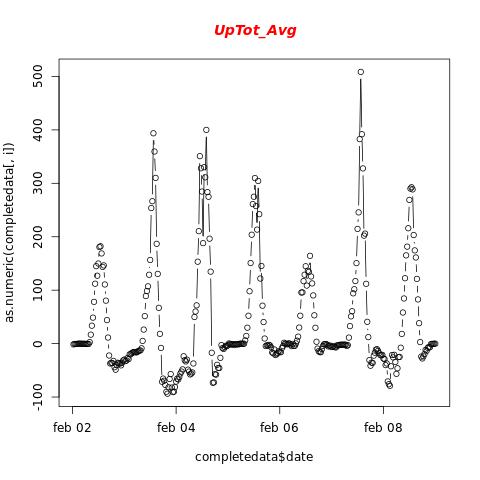 UpTot_Avg
as.numeric(completedata[, i])
500
400
300
200
100
0
-100
feb 02
feb 04
feb 06
feb 08
completedata$date